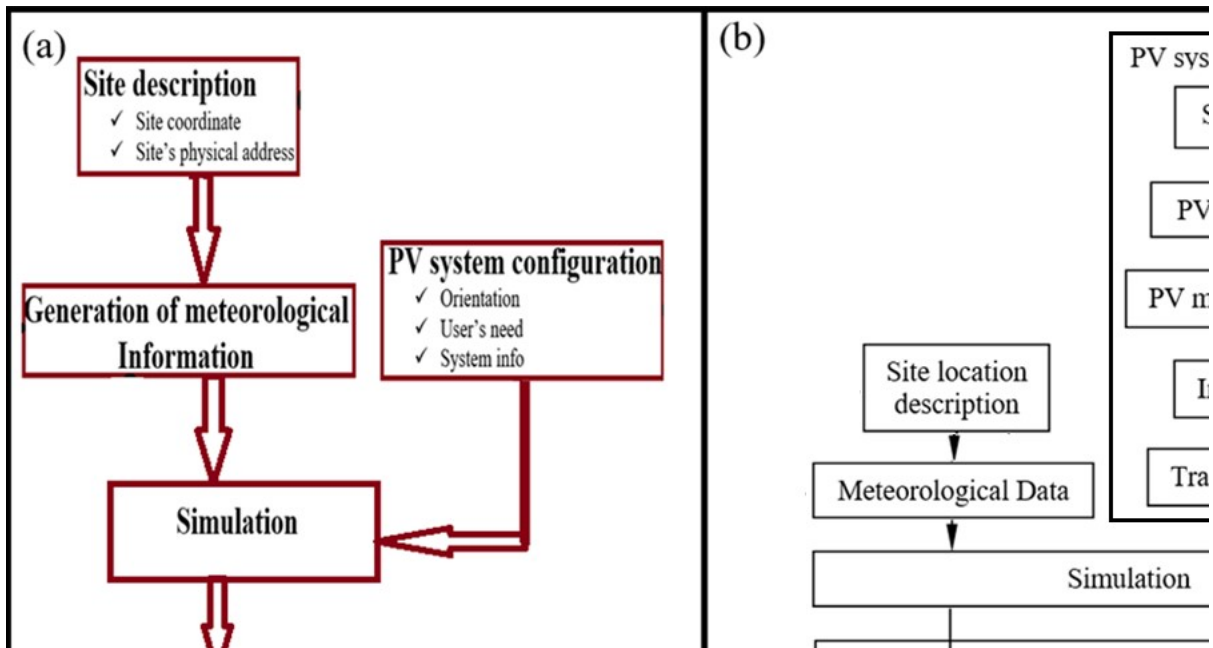 (a)
Site description
✓ Site coordinate
✓ Site's physical address
Generation of meteorological
Information
PV system configuration
✓ Orientation
✓ User's need
✓ System info
Simulation
(b)
PV sys
S
PV
PV m
In
Tra
Site location
description
Meteorological Data
Simulation